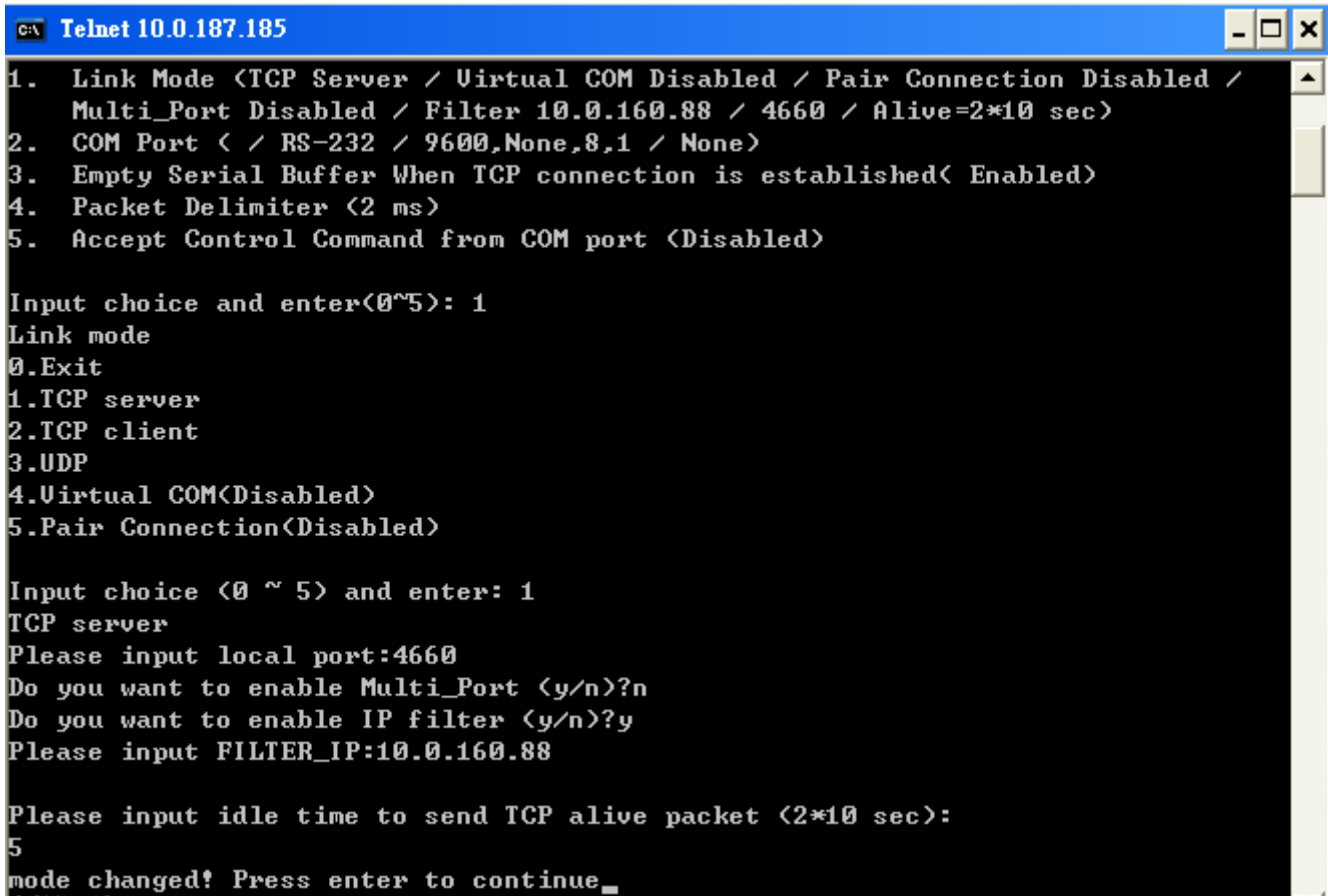 Telnet 10.0.187.185
1. Link Mode (TCP Server / Virtual COM Disabled / Pair Connection Disabled /
Multi_Port Disabled / Filter 10.0.160.88 / 4660 / Alive=2*10 sec)
2. COM Port ( / RS-232 / 9600,None,8,1 / None)
3. Empty Serial Buffer When TCP connection is established( Enabled)
4. Packet Delimiter (2 ms)
5. Accept Control Command from COM port (Disabled)
Input choice and enter(0~5): 1
Link mode
0.Exit
1.TCP server
2.TCP client
3.UDP
4.Virtual COM(Disabled)
5.Pair Connection(Disabled)
Input choice (0 ~ 5) and enter: 1
TCP server
Please input local port:4660
Do you want to enable Multi_Port (y/n)?n
Do you want to enable IP filter (y/n)?y
Please input FILTER_IP:10.0.160.88
Please input idle time to send TCP alive packet (2*10 sec):
5
mode changed! Press enter to continue_